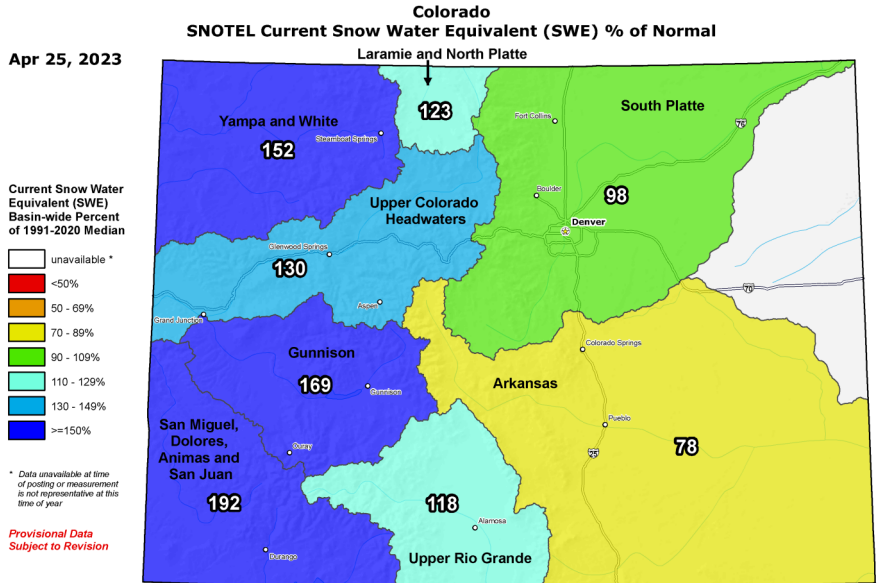 Colorado
SNOTEL Current Snow Water Equivalent (SWE) % of Normal
Apr 25, 2023
Laramie and North Platte
123
Yampa and White
Steamboat Springs
152
South Platte
Fort Collins
76
Boulder
98
Denver
Current Snow Water
Equivalent (SWE)
Basin-wide Percent
of 1991-2020 Median
unavailable *
<50%
50 - 69%
70 - 89%
90 - 109%
110 - 129%
130 - 149%
>=150%
Upper Colorado
Headwaters
Glenwood Springs
130
70
Aspen
Grand Junction
Gunnison
169
Gunnison
Colorado Springs
Arkansas
Pueblo
78
25
San Miguel,
Dolores,
Animas and
San Juan
Ouray
192
118
Alamosa
Durango
Upper Rio Grande
* Data unavailable at time
of posting or measurement
is not representative at this
time of year
Provisional Data
Subject to Revision